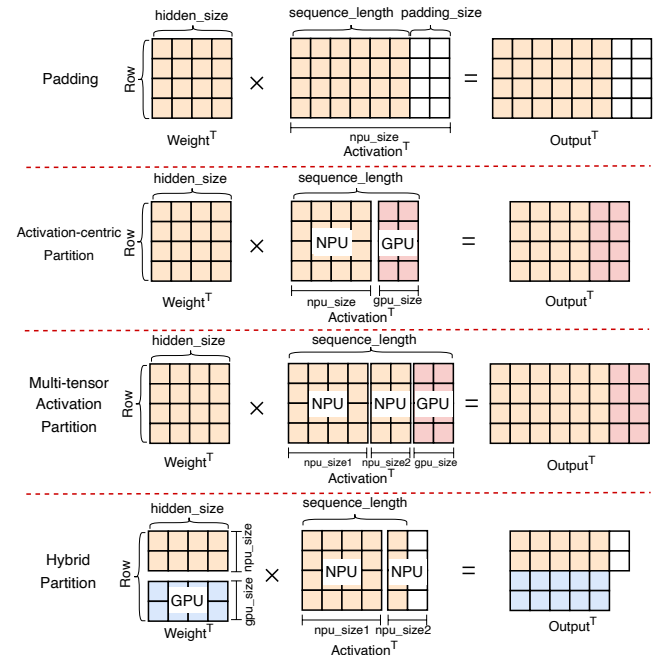 hidden_size
sequence_length
padding_size
Padding
Row
×
=
npu_size
Weight^T
Activation^T
Output^T
hidden_size
sequence_length
Activation-centric
Partition
Row
×
NPU
GPU
=
npu_size
gpu_size
Weight^T
Activation^T
Output^T
hidden_size
sequence_length
Multi-tensor
Activation
Partition
Row
×
NPU
NPU
GPU
=
npu_size1
npu_size2
gpu_size
Weight^T
Activation^T
Output^T
hidden_size
sequence_length
Hybrid
Partition
Row
npu_size
GPU
gpu_size
×
NPU
NPU
=
npu_size1
npu_size2
Weight^T
Activation^T
Output^T